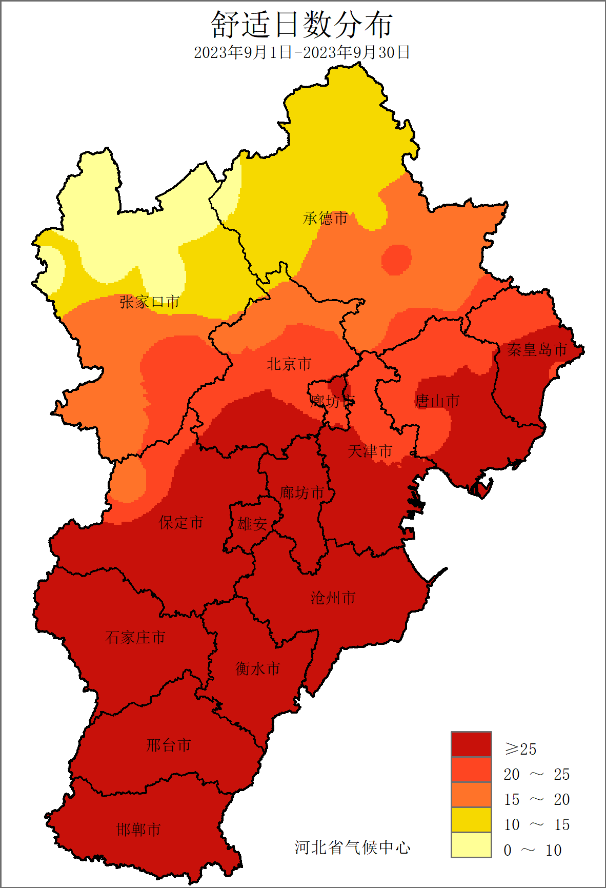 舒适日数分布
2023年9月1日-2023年9月30日
承德市
张家口市
秦皇岛市
北京市
廊坊市
唐山市
天津市
廊坊市
保定市
雄安
沧州市
石家庄市
衡水市
邢台市
≥25
20 ~ 25
15 ~ 20
10 ~ 15
0 ~ 10
邯郸市
河北省气候中心